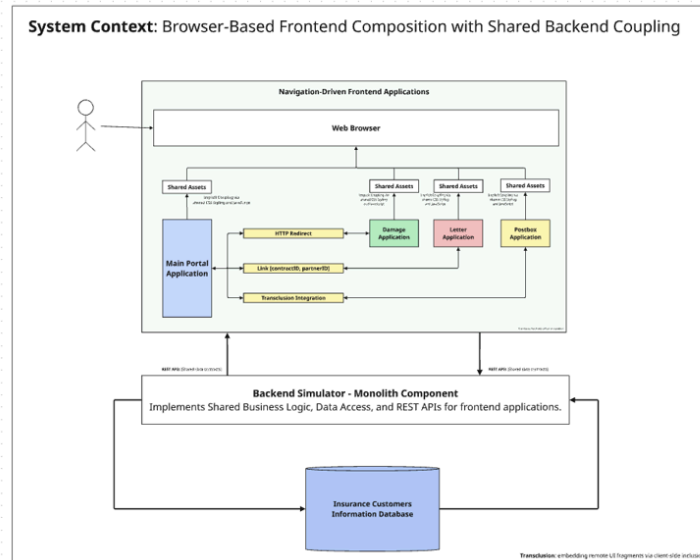 System Context: Browser-Based Frontend Composition with Shared Backend Coupling
Navigation-Driven Frontend Applications
Web Browser
Shared Assets
Shared Assets
Shared Assets
Shared Assets
Main Portal
Application
HTTP Redirect
Damage
Application
Letter
Application
Postbox
Application
Link (contractID, partnerID)
Transclusion Integration
Backend Simulator - Monolith Component
Implements Shared Business Logic, Data Access, and REST APIs for frontend applications.
Insurance Customers
Information Database
Transclusion: embedding remote UI fragments via client-side